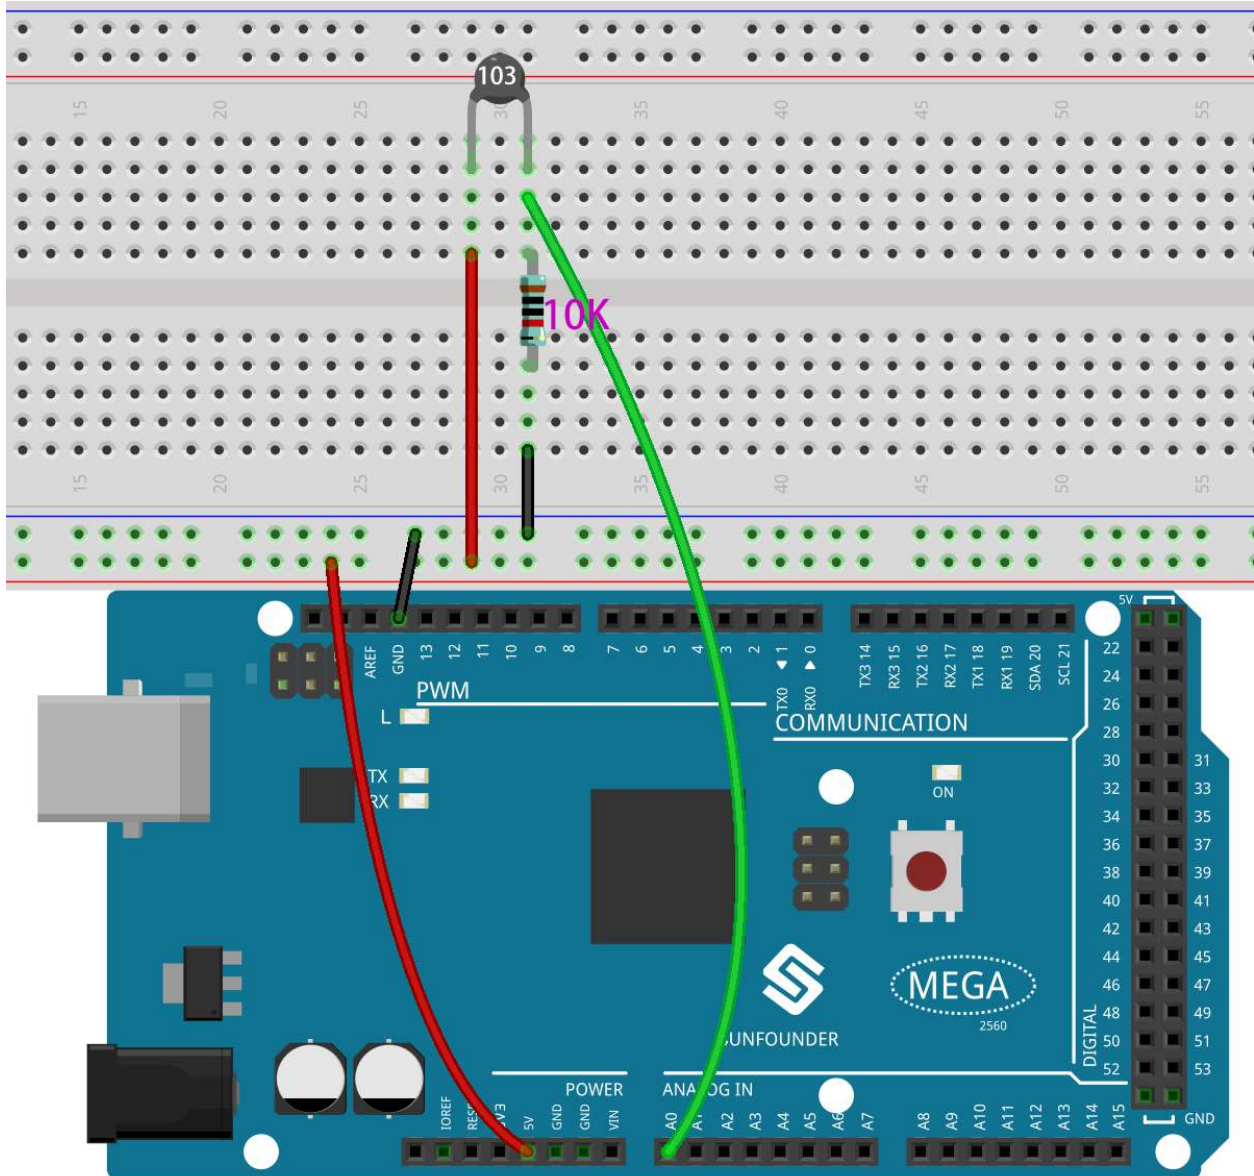 103
15 20 25 30 35 40 45 50 55
10K
15 20 25 30 35 40 45 50 55
5V
AREF GND 13 12 11 10 9 8 7 6 5 4 3 2 1 0 TX3 14 RX3 15 TX2 16 RX2 17 TX1 18 RX1 19 SDA 20 SCL 21
TX0 RX0
PWM
COMMUNICATION
L
TX
RX
ON
22
24
26
28
30 31
32 33
34 35
36 37
38 39
40 41
42 43
44 45
46 47
48 49
50 51
52 53
DIGITAL
GND
MEGA
2560
UNFOUNDER
POWER
ANALOG IN
IOREF 5V GND GND VIN A0 A1 A2 A3 A4 A5 A6 A7 A8 A9 A10 A11 A12 A13 A14 A15